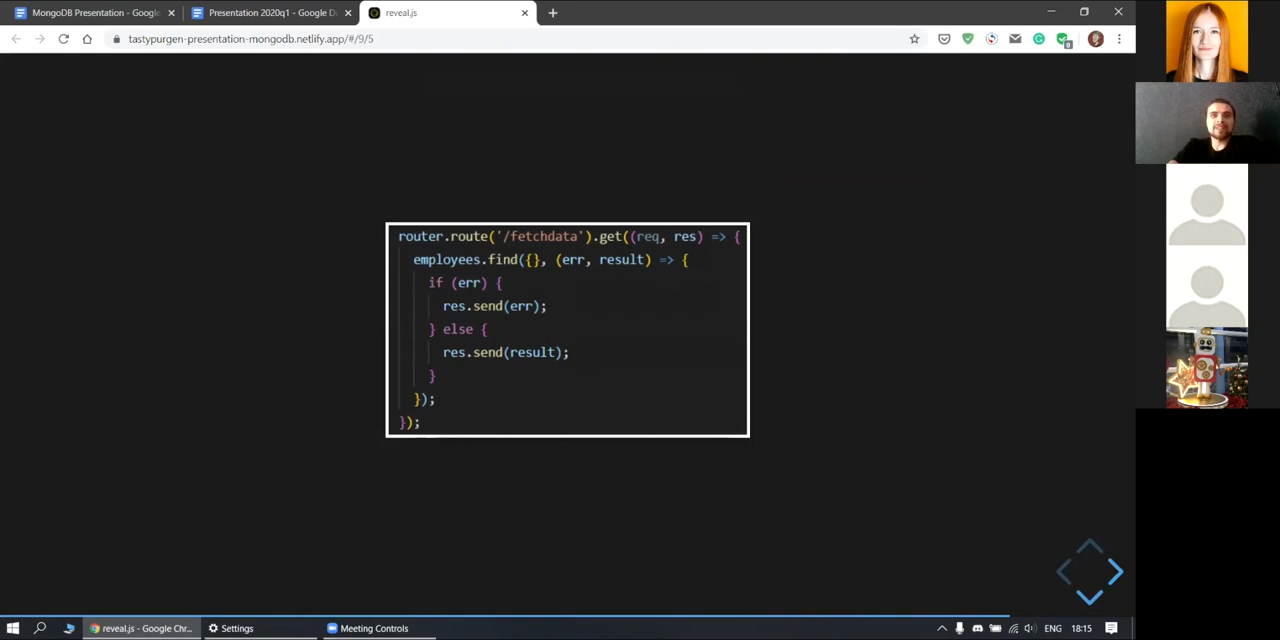 MongoDB Presentation - Google
Presentation 2020q1 - Google D
reveal.js
tastypurgen-presentation-mongodb.netlify.app/#/9/5
router.route('/fetchdata').get((req, res) => {
employees.find({}, (err, result) => {
if (err) {
res.send(err);
} else {
res.send(result);
}
});
});
reveal.js - Google Chr...
Settings
Meeting Controls
ENG
18:15